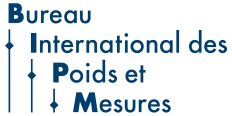 Bureau
International des
Poids et
Mesures